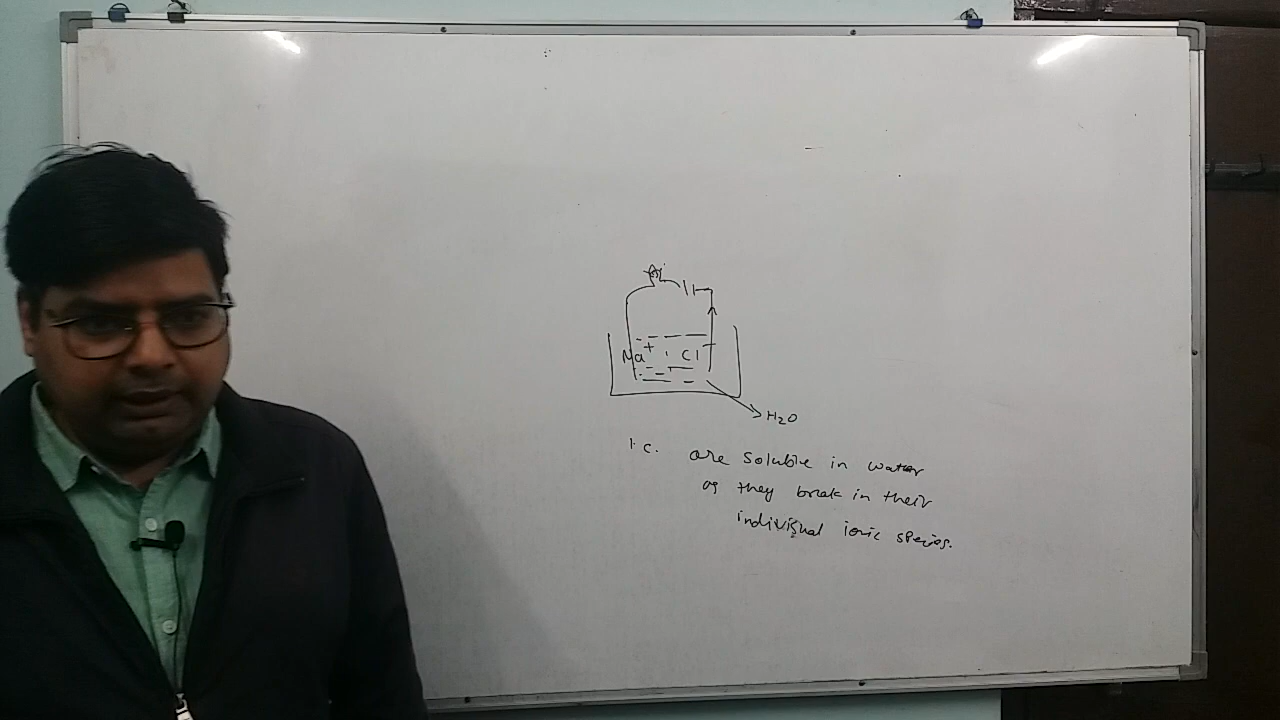 Na+ Cl
H₂O
I.C. are soluble in water
as they break in their
individual ionic species.